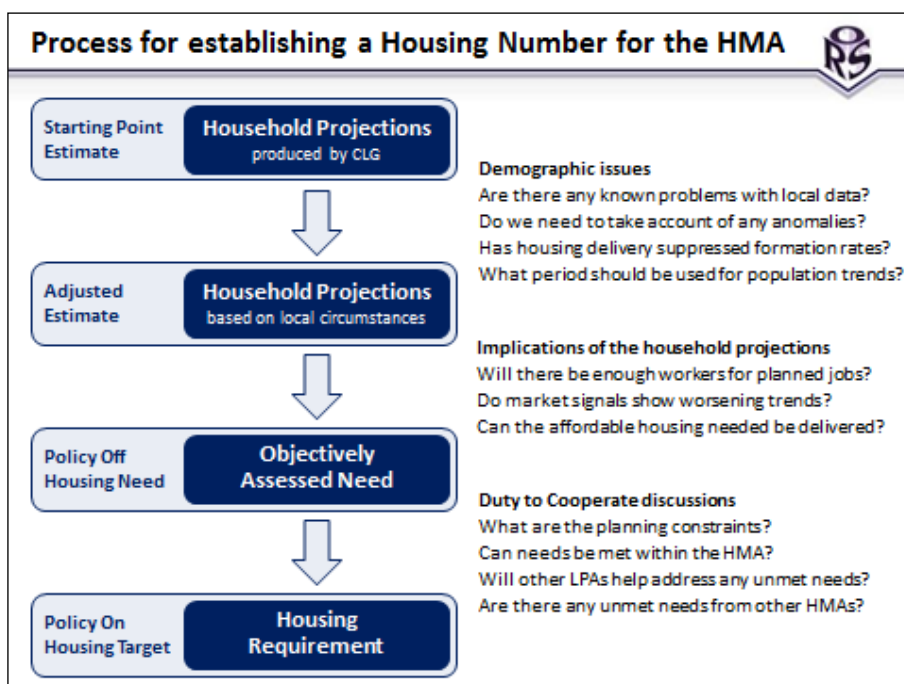 Process for establishing a Housing Number for the HMA
ORS
Starting Point
Estimate
Household Projections
produced by CLG
Demographic issues
Are there any known problems with local data?
Do we need to take account of any anomalies?
Has housing delivery suppressed formation rates?
What period should be used for population trends?
Adjusted
Estimate
Household Projections
based on local circumstances
Implications of the household projections
Will there be enough workers for planned jobs?
Do market signals show worsening trends?
Can the affordable housing needed be delivered?
Policy Off
Housing Need
Objectively
Assessed Need
Duty to Cooperate discussions
What are the planning constraints?
Can needs be met within the HMA?
Will other LPAs help address any unmet needs?
Are there any unmet needs from other HMAs?
Policy On
Housing Target
Housing
Requirement